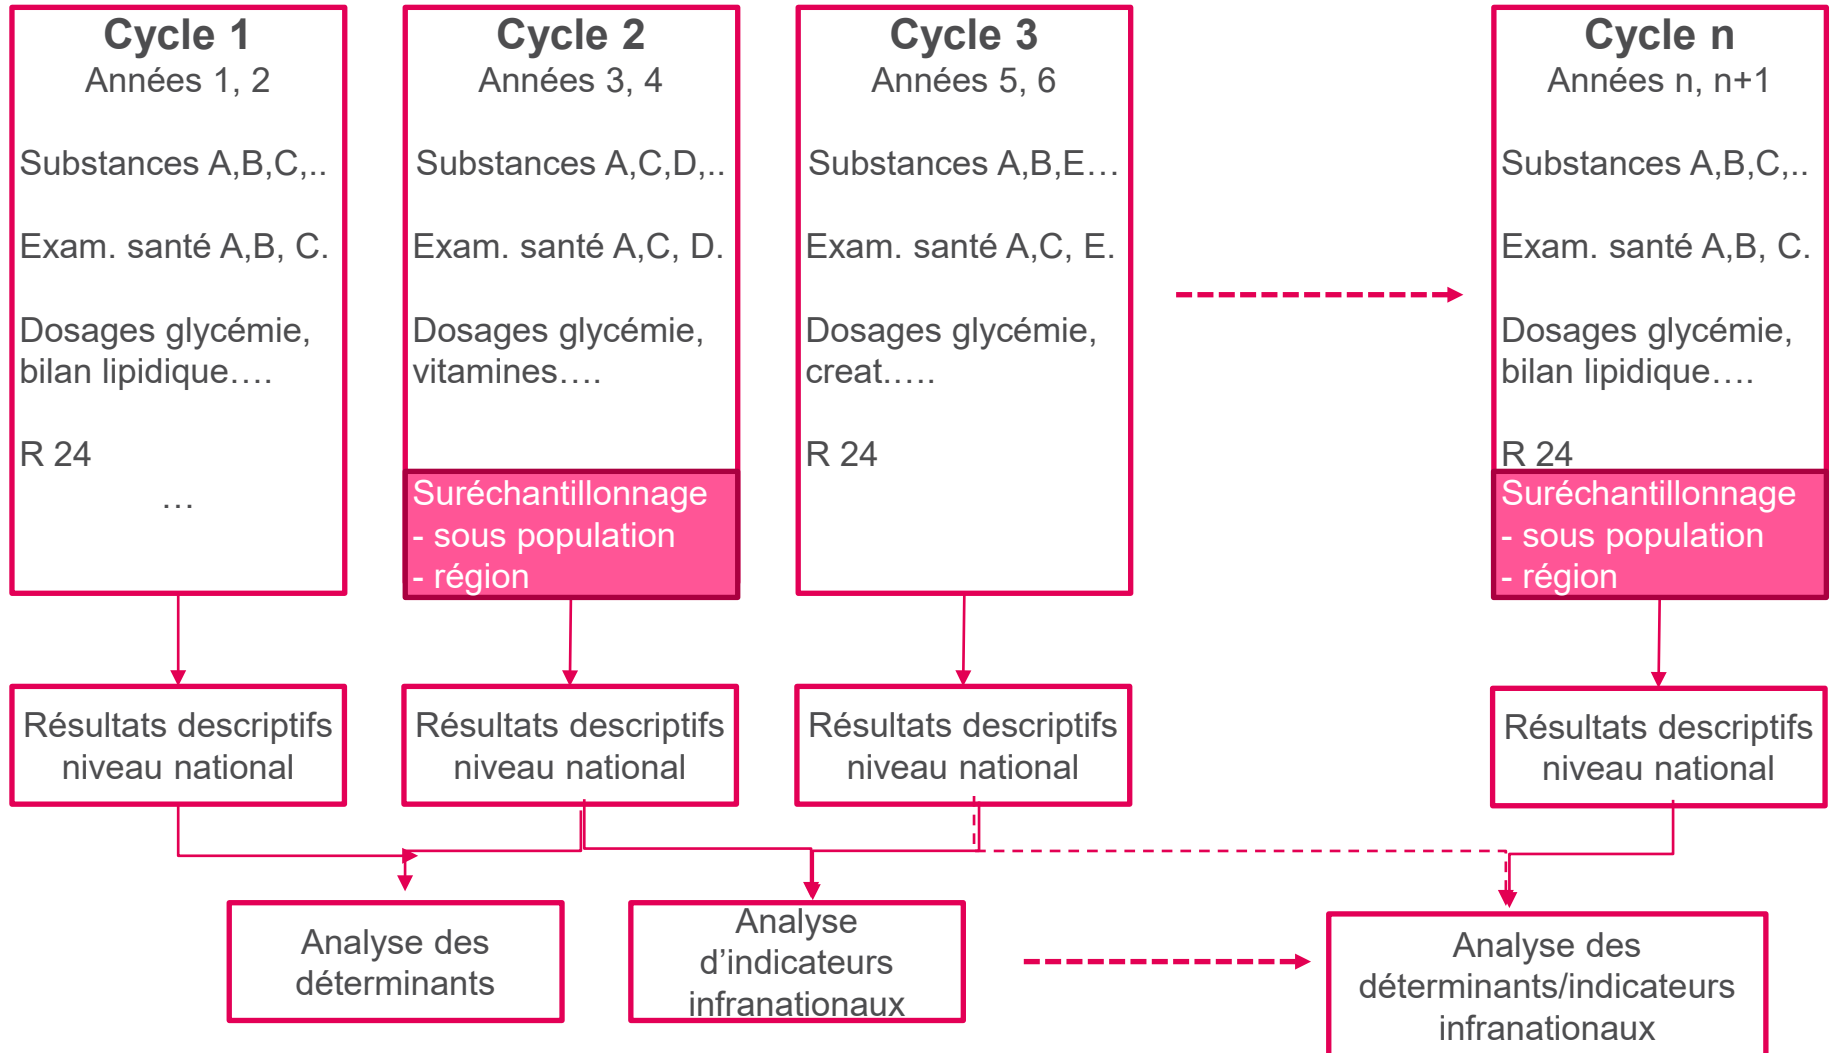 Cycle 1
Années 1, 2
Substances A,B,C,..
Exam. santé A,B, C.
Dosages glycémie,
bilan lipidique….
R 24
…
Cycle 2
Années 3, 4
Substances A,C,D,..
Exam. santé A,C, D.
Dosages glycémie,
vitamines….
Suréchantillonnage
- sous population
- région
Cycle 3
Années 5, 6
Substances A,B,E…
Exam. santé A,C, E.
Dosages glycémie,
creat.….
R 24
Cycle n
Années n, n+1
Substances A,B,C,..
Exam. santé A,B, C.
Dosages glycémie,
bilan lipidique….
R 24
Suréchantillonnage
- sous population
- région
Résultats descriptifs
niveau national
Résultats descriptifs
niveau national
Résultats descriptifs
niveau national
Résultats descriptifs
niveau national
Analyse des
déterminants
Analyse
d’indicateurs
infranationaux
Analyse des
déterminants/indicateurs
infranationaux